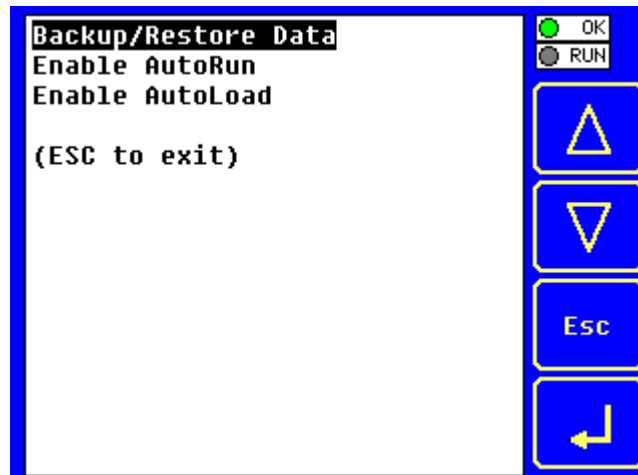 Backup/Restore Data
Enable AutoRun
Enable AutoLoad
(ESC to exit)
OK
RUN
Esc